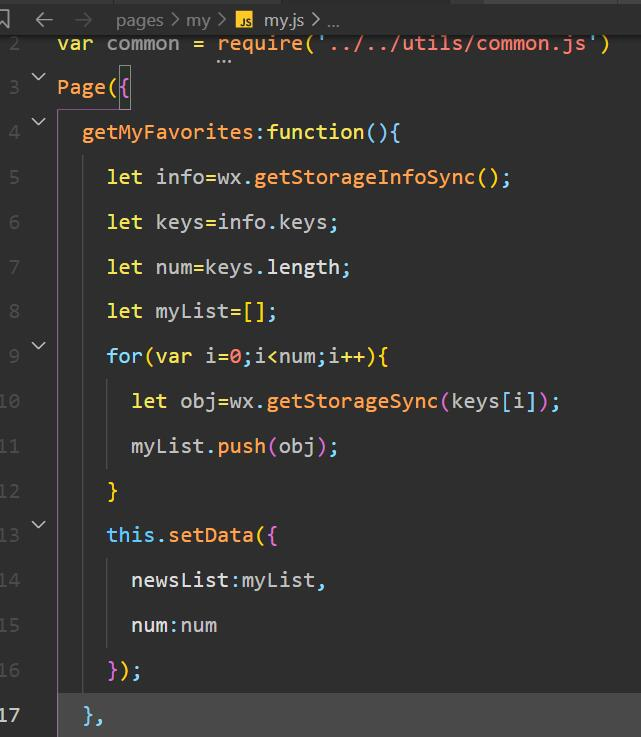 pages > my > JS my.js > ...
2 var common = require('../../utils/common.js')
3 Page({
4 getMyFavorites:function(){
5 let info=wx.getStorageInfoSync();
6 let keys=info.keys;
7 let num=keys.length;
8 let myList=[];
9 for(var i=0;i<num;i++){
10 let obj=wx.getStorageSync(keys[i]);
11 myList.push(obj);
12 }
13 this.setData({
14 newsList:myList,
15 num:num
16 });
17 },